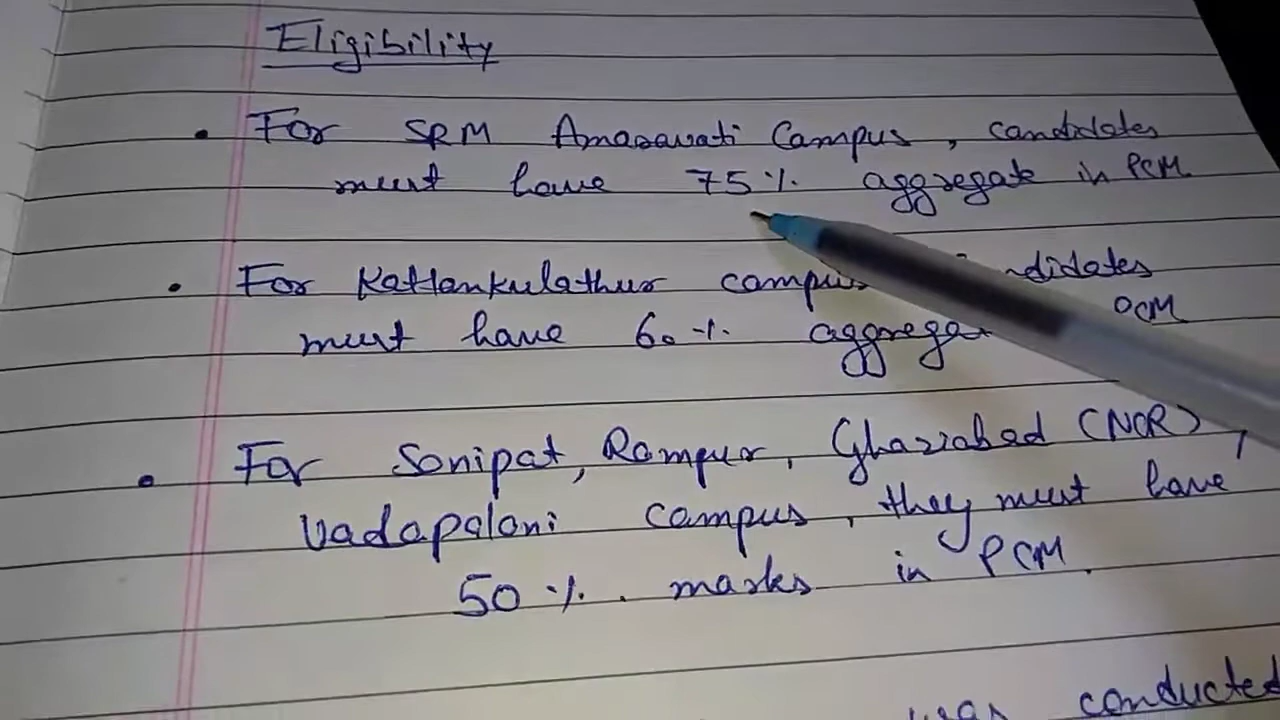 Eligibility
• For SRM Amaravati Campus, candidates
must have 75% aggregate in PCM
• For Kattankulathur campus
must have 60%
• For Sonipat, Rampur, Ghaziabad (NCR),
Vadapalani campus, they must have
50%. marks in PCM.
was conducted